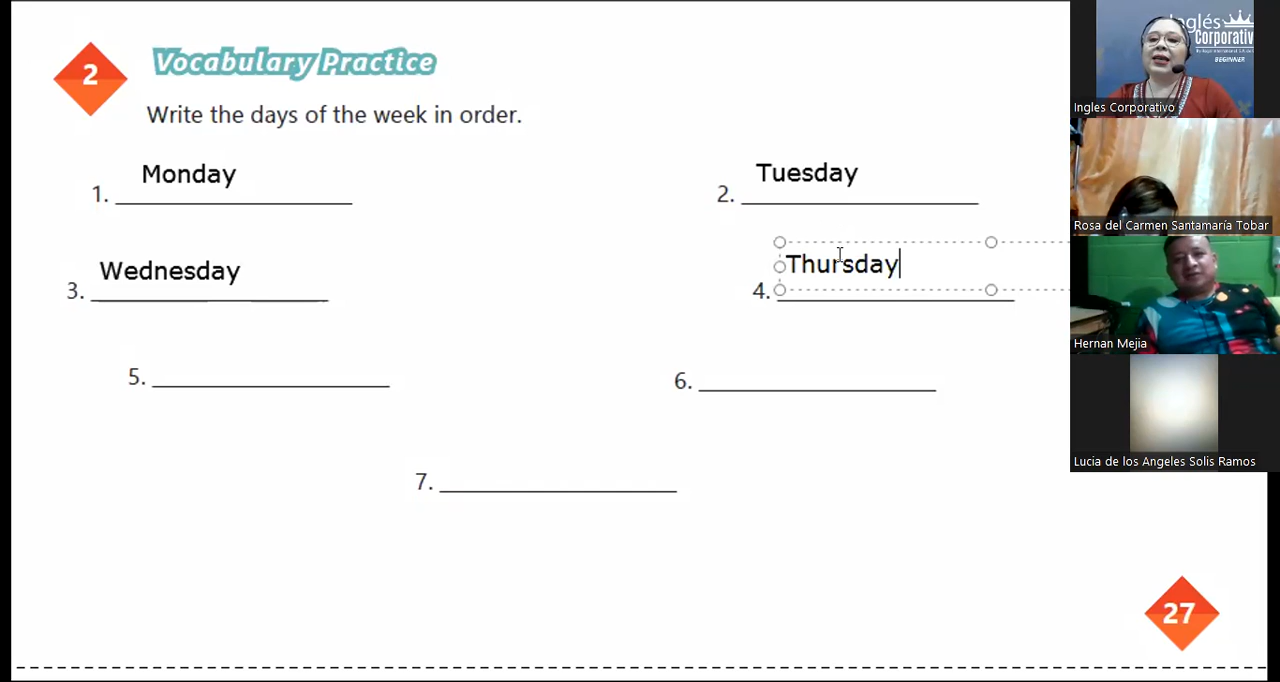 2
Vocabulary Practice
Write the days of the week in order.
1. Monday
2. Tuesday
3. Wednesday
4. Thursday
5.
6.
7.
27
Inglés
Corporativo
BEGINNER
Ingles Corporativo
Rosa del Carmen Santamaría Tobar
Hernan Mejia
Lucia de los Angeles Solis Ramos